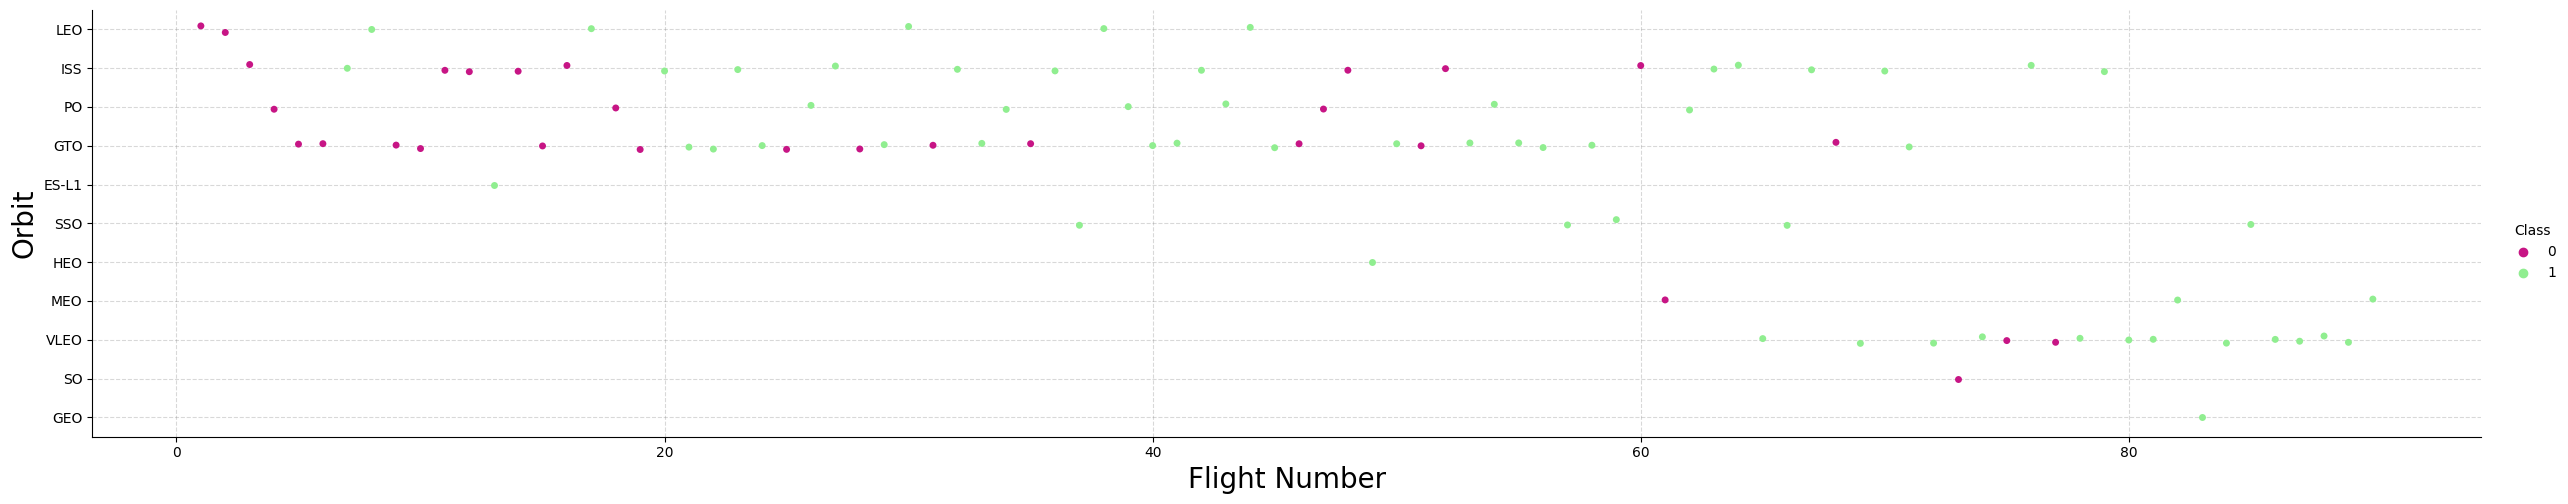 LEO
ISS
PO
GTO
ES-L1
SSO
HEO
MEO
VLEO
SO
GEO
Orbit
0 20 40 60 80
Flight Number
Class
0
1